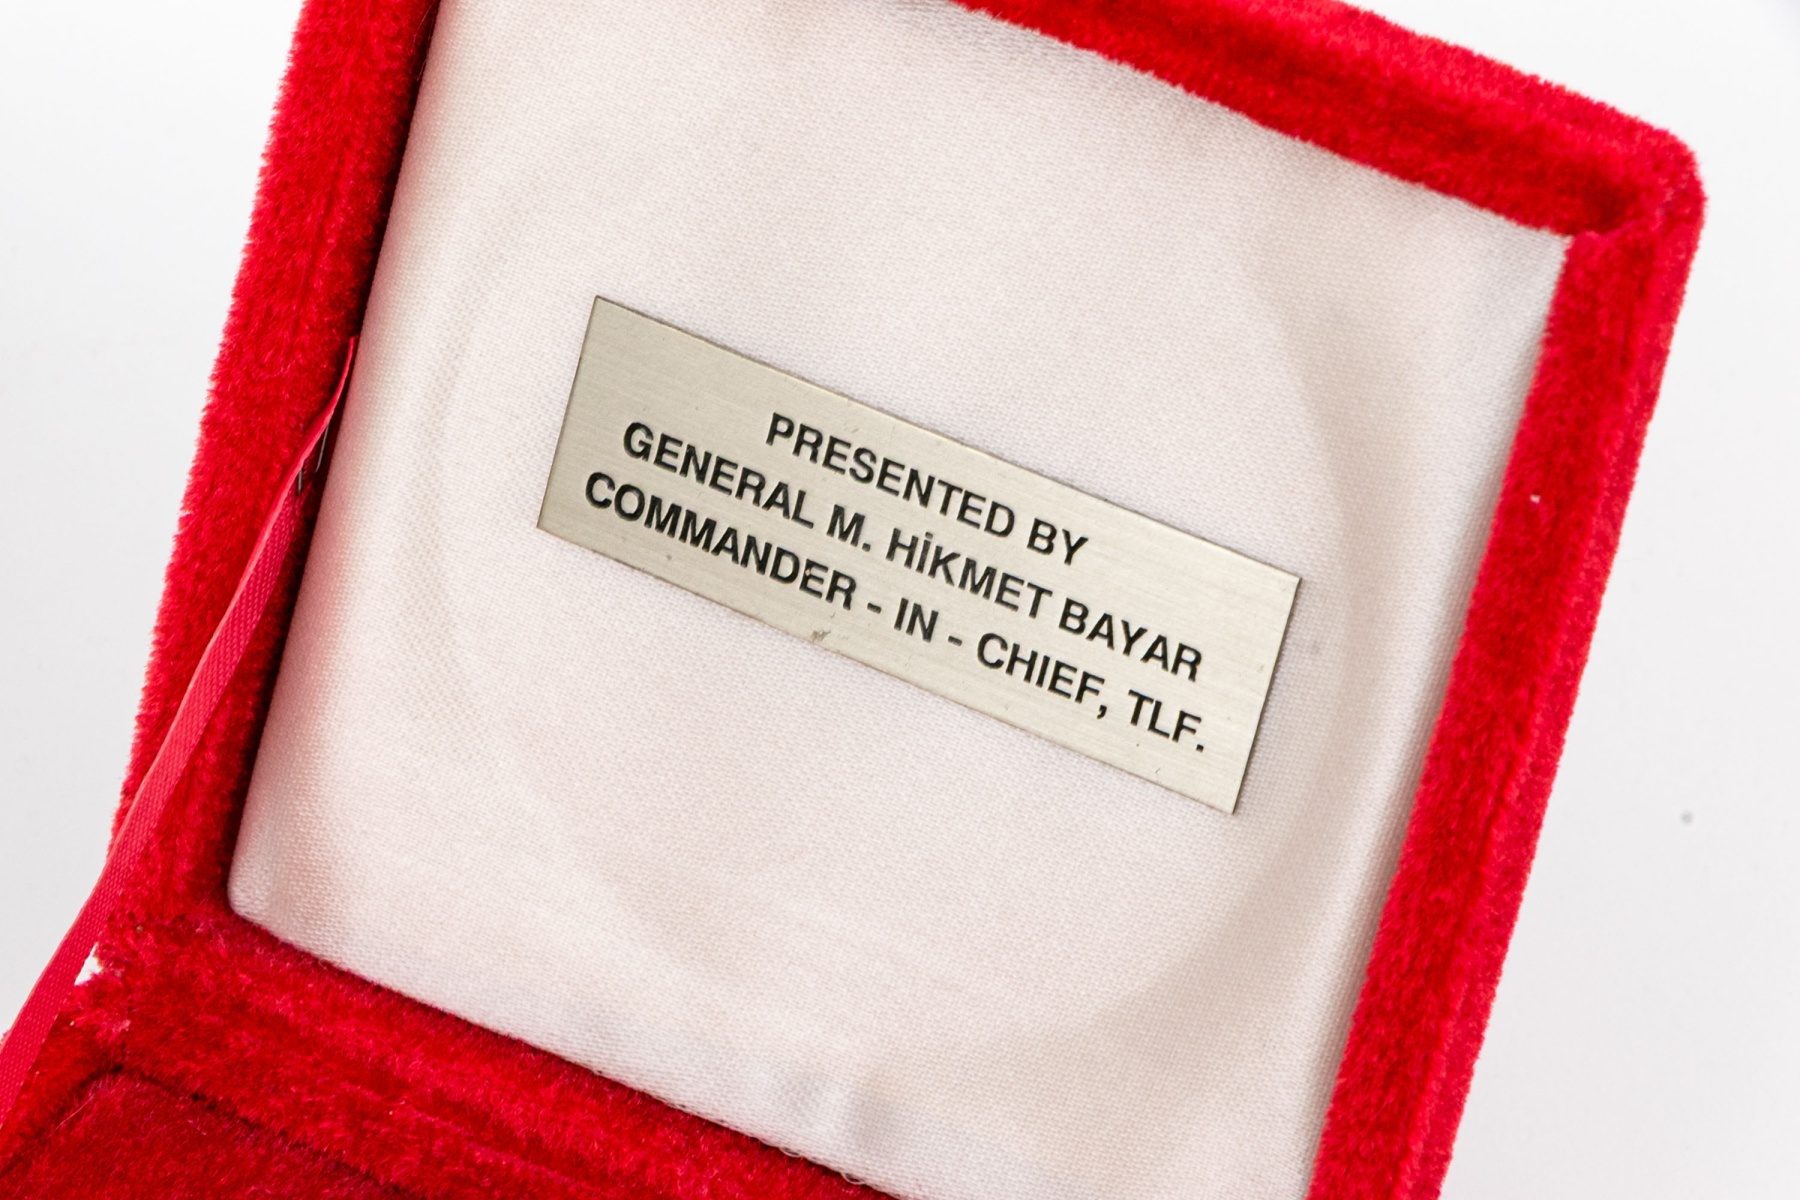 PRESENTED BY
GENERAL M. HİKMET BAYAR
COMMANDER - IN - CHIEF, TLF.